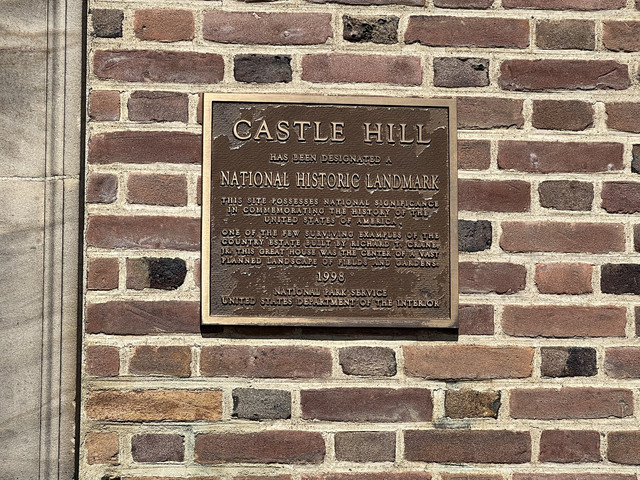 CASTLE HILL
HAS BEEN DESIGNATED A
NATIONAL HISTORIC LANDMARK
THIS SITE POSSESSES NATIONAL SIGNIFICANCE
IN COMMEMORATING THE HISTORY OF THE
UNITED STATES OF AMERICA
ONE OF THE FEW SURVIVING EXAMPLES OF THE
COUNTRY ESTATE BUILT BY RICHARD T. CRANE
JR. THIS GREAT HOUSE WAS THE CENTER OF A VAST
PLANNED LANDSCAPE OF FIELDS AND GARDENS
1998
NATIONAL PARK SERVICE
UNITED STATES DEPARTMENT OF THE INTERIOR